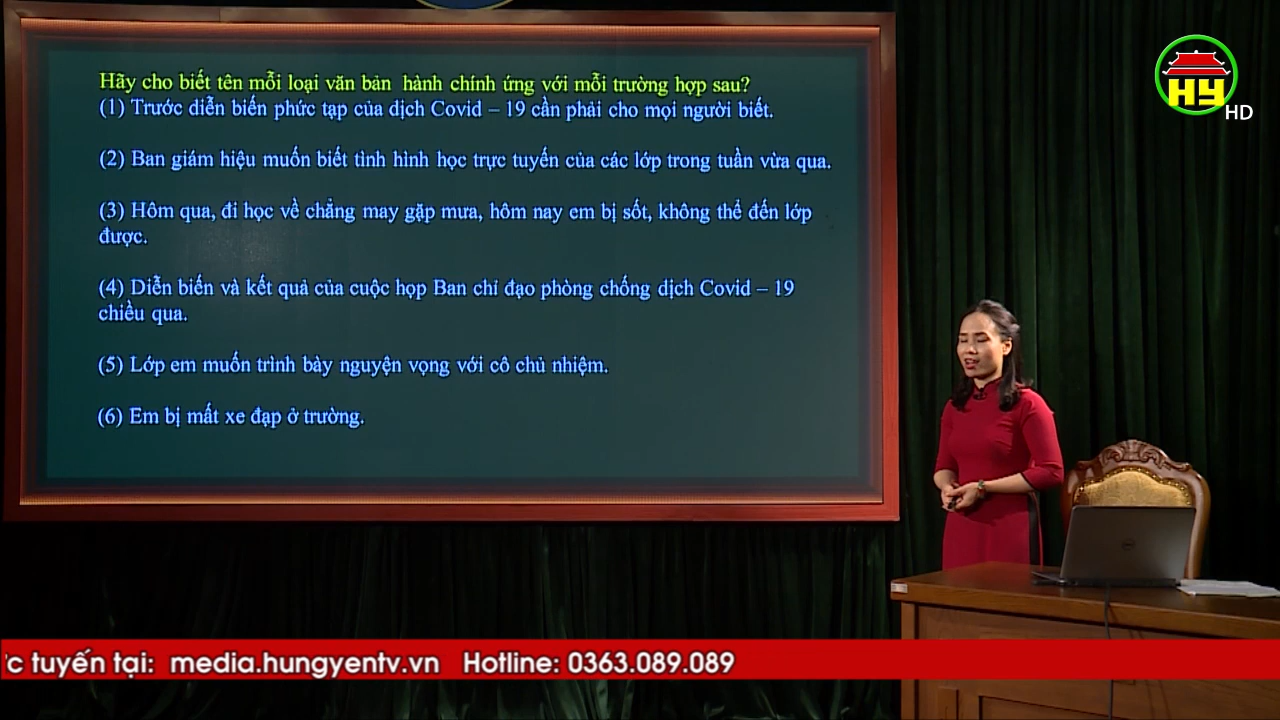 Hãy cho biết tên mỗi loại văn bản hành chính ứng với mỗi trường hợp sau?
(1) Trước diễn biến phức tạp của dịch Covid – 19 cần phải cho mọi người biết.
(2) Ban giám hiệu muốn biết tình hình học trực tuyến của các lớp trong tuần vừa qua.
(3) Hôm qua, đi học về chẳng may gặp mưa, hôm nay em bị sốt, không thể đến lớp
được.
(4) Diễn biến và kết quả của cuộc họp Ban chỉ đạo phòng chống dịch Covid – 19
chiều qua.
(5) Lớp em muốn trình bày nguyện vọng với cô chủ nhiệm.
(6) Em bị mất xe đạp ở trường.
HY
HD
ực tuyến tại: media.hungyentv.vn Hotline: 0363.089.089